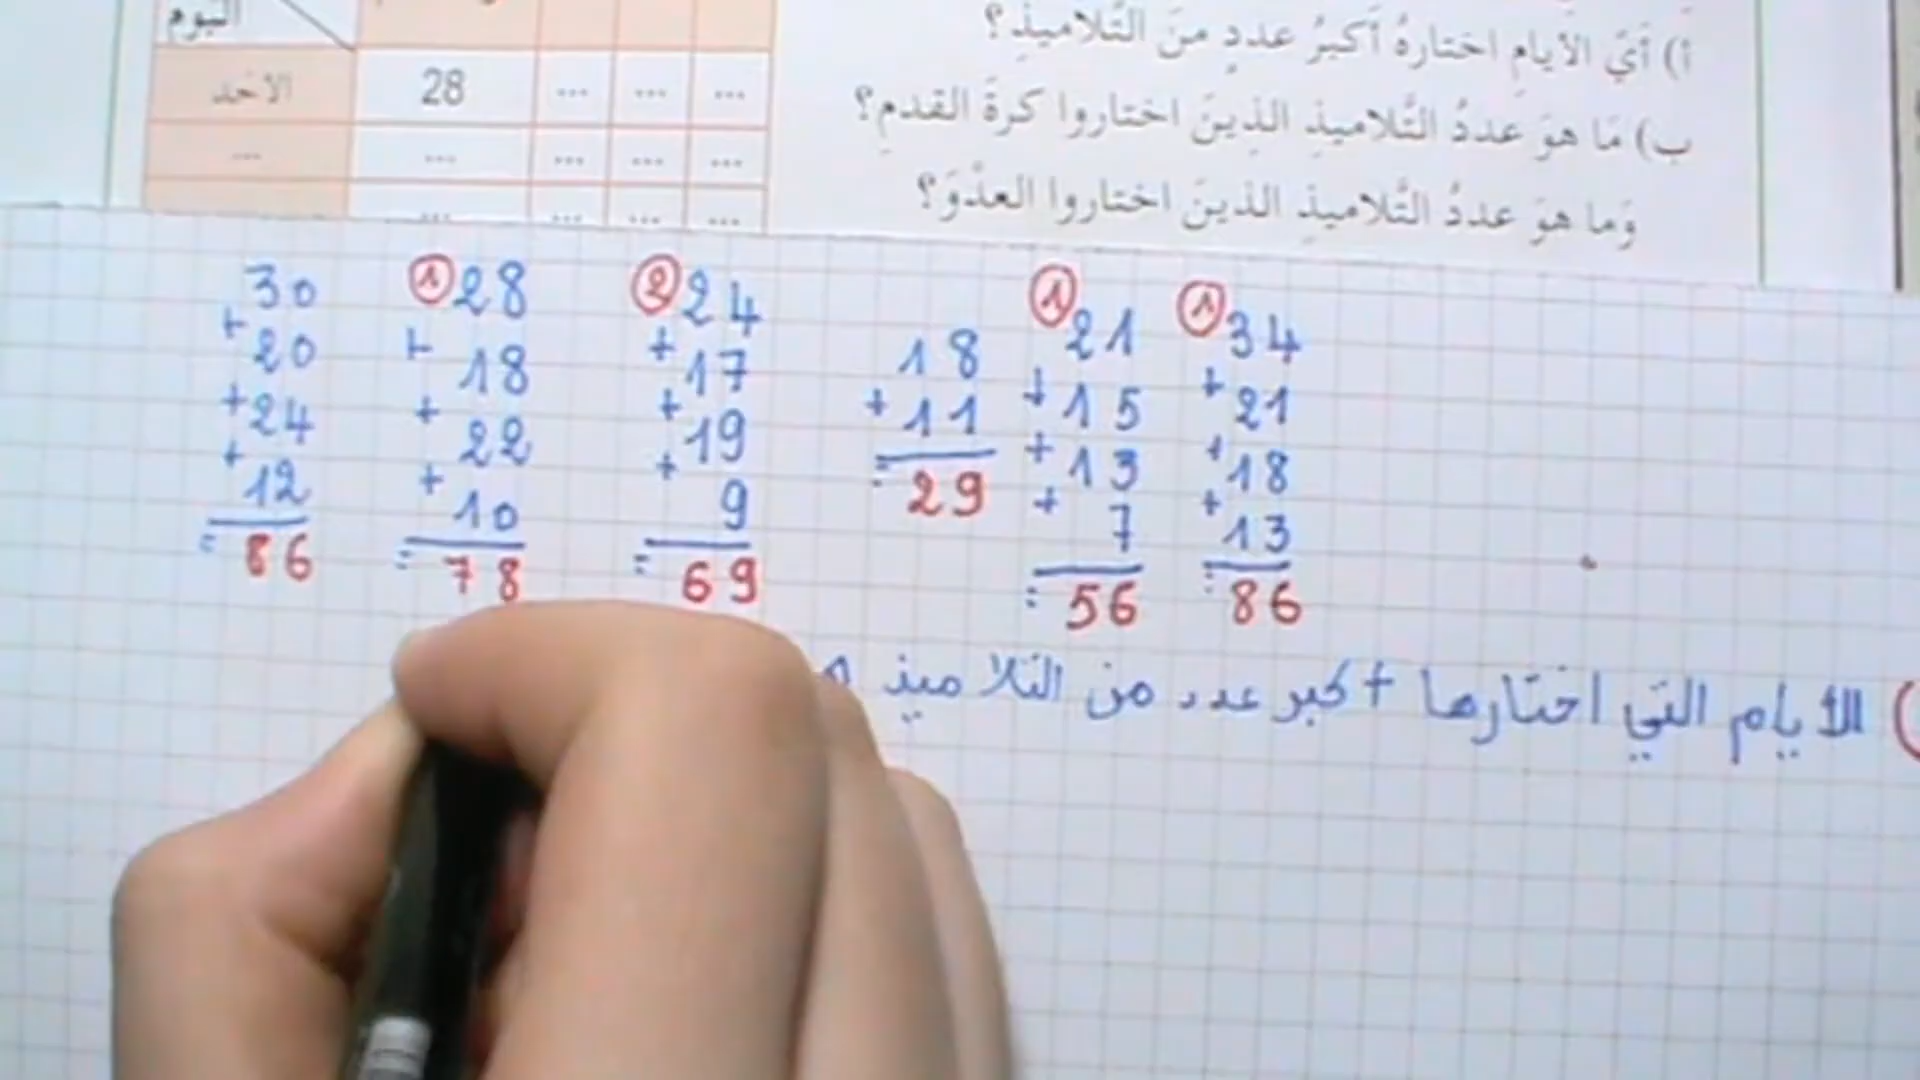 أ) أَيُّ الأيامِ اختارهُ أكبرُ عددٍ منَ التَّلاميذِ؟
ب) مَا هوَ عددُ التَّلاميذِ الذِينَ اختاروا كرةَ القدمِ؟
وَما هوَ عددُ التَّلاميذِ الذينَ اختاروا العدْوَ؟
اليوم
الأحد 28 ... ... ...
... ... ... ... ...
... ... ... ...
30 + 20 + 24 + 12 = 86
① 28 + 18 + 22 + 10 = 78
② 24 + 17 + 19 + 9 = 69
18 + 11 = 29
① 21 + 15 + 13 + 7 = 56
① 34 + 21 + 18 + 13 = 86
الأيام التي اختارها أكبر عدد من التلاميذ